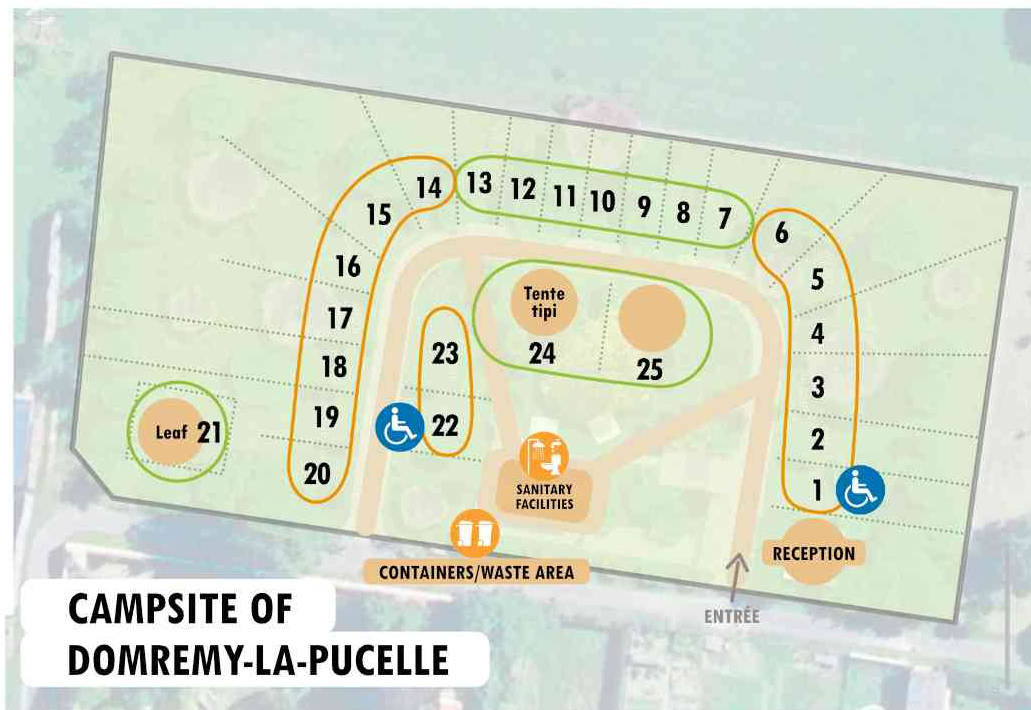 14
13
12
11
10
9
8
7
15
6
16
5
17
Tente
tipi
4
23
24
25
18
3
19
22
2
Leaf 21
20
1
SANITARY
FACILITIES
RECEPTION
CONTAINERS/WASTE AREA
ENTRÉE
CAMPSITE OF
DOMREMY-LA-PUCELLE